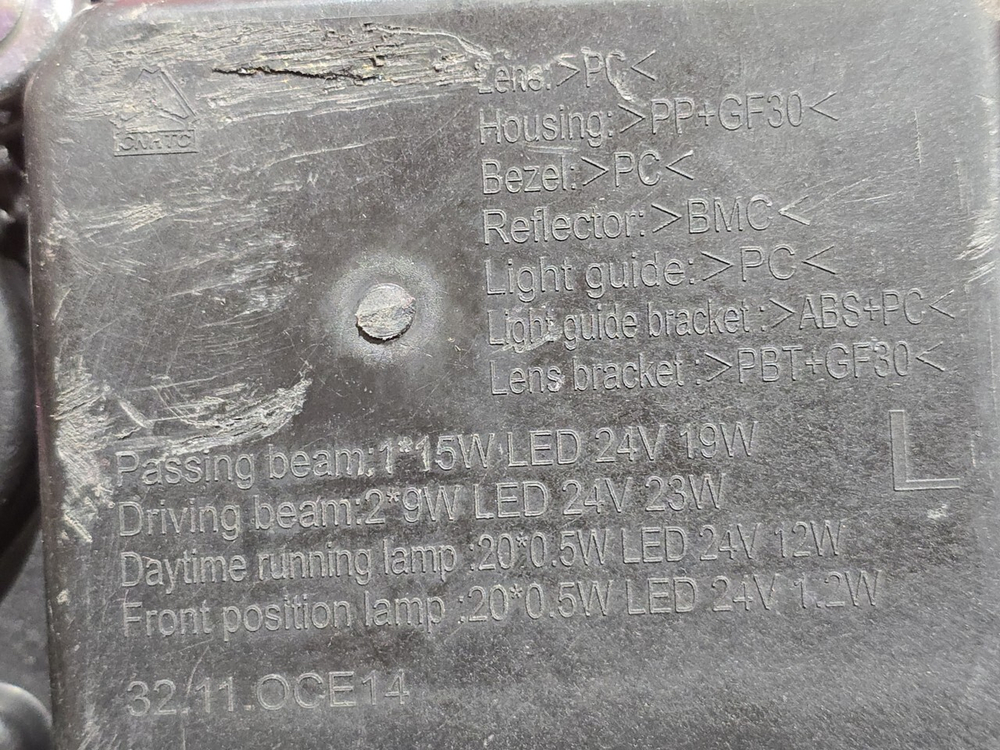 CNHTC
Lens:>PC<
Housing:>PP+GF30<
Bezel:>PC<
Reflector:>BMC<
Light guide:>PC<
Light guide bracket :>ABS+PC<
Lens bracket :>PBT+GF30<
L
Passing beam:1*15W LED 24V 19W
Driving beam:2*9W LED 24V 23W
Daytime running lamp :20*0.5W LED 24V 12W
Front position lamp :20*0.5W LED 24V 1.2W
32.11.OCE14